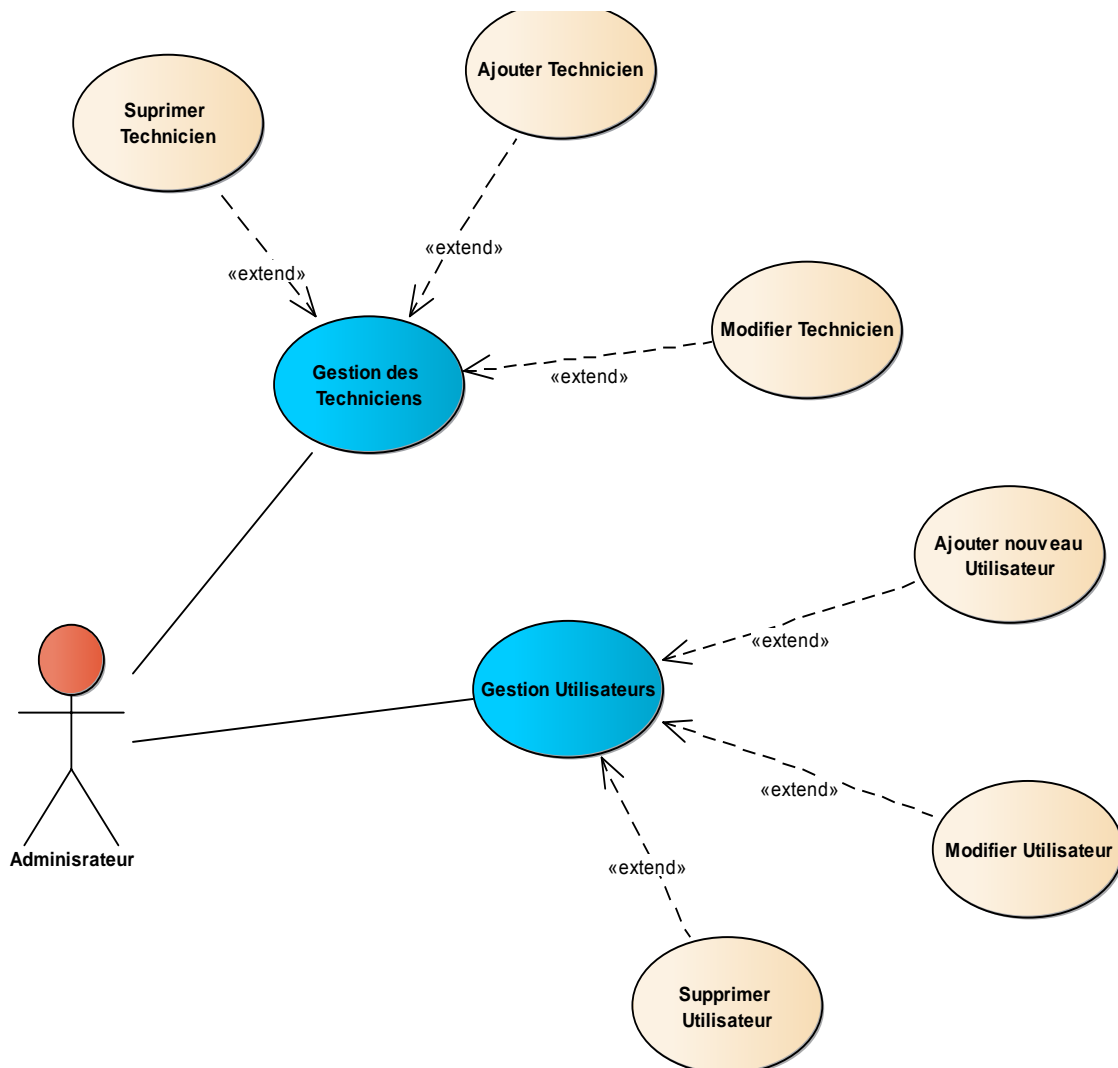 Ajouter Technicien
Suprimer
Technicien
«extend»
«extend»
Modifier Technicien
«extend»
Gestion des
Techniciens
Ajouter nouveau
Utilisateur
«extend»
Gestion Utilisateurs
«extend»
Modifier Utilisateur
Adminisrateur
«extend»
Supprimer
Utilisateur